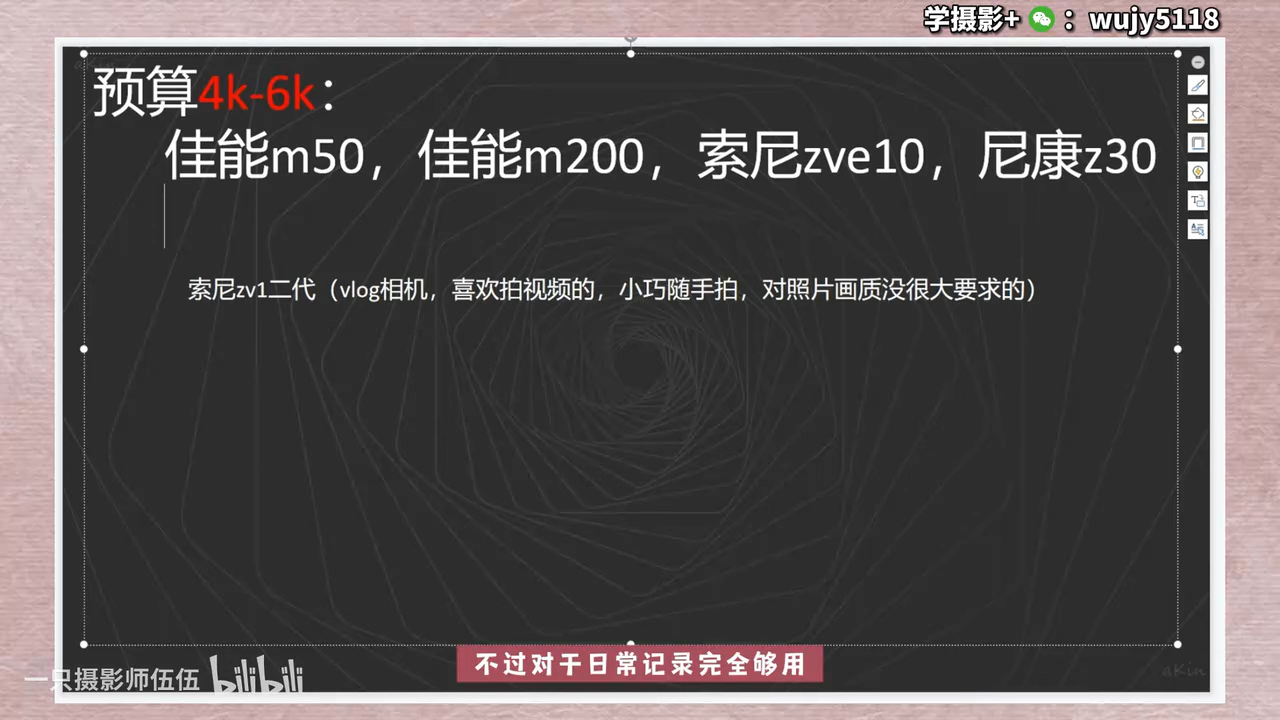 学摄影+ ：wujy5118
预算4k-6k：
佳能m50，佳能m200，索尼zve10，尼康z30
索尼zv1二代（vlog相机，喜欢拍视频的，小巧随手拍，对照片画质没很大要求的）
不过对于日常记录完全够用
一只摄影师伍伍 bilibili
aKin